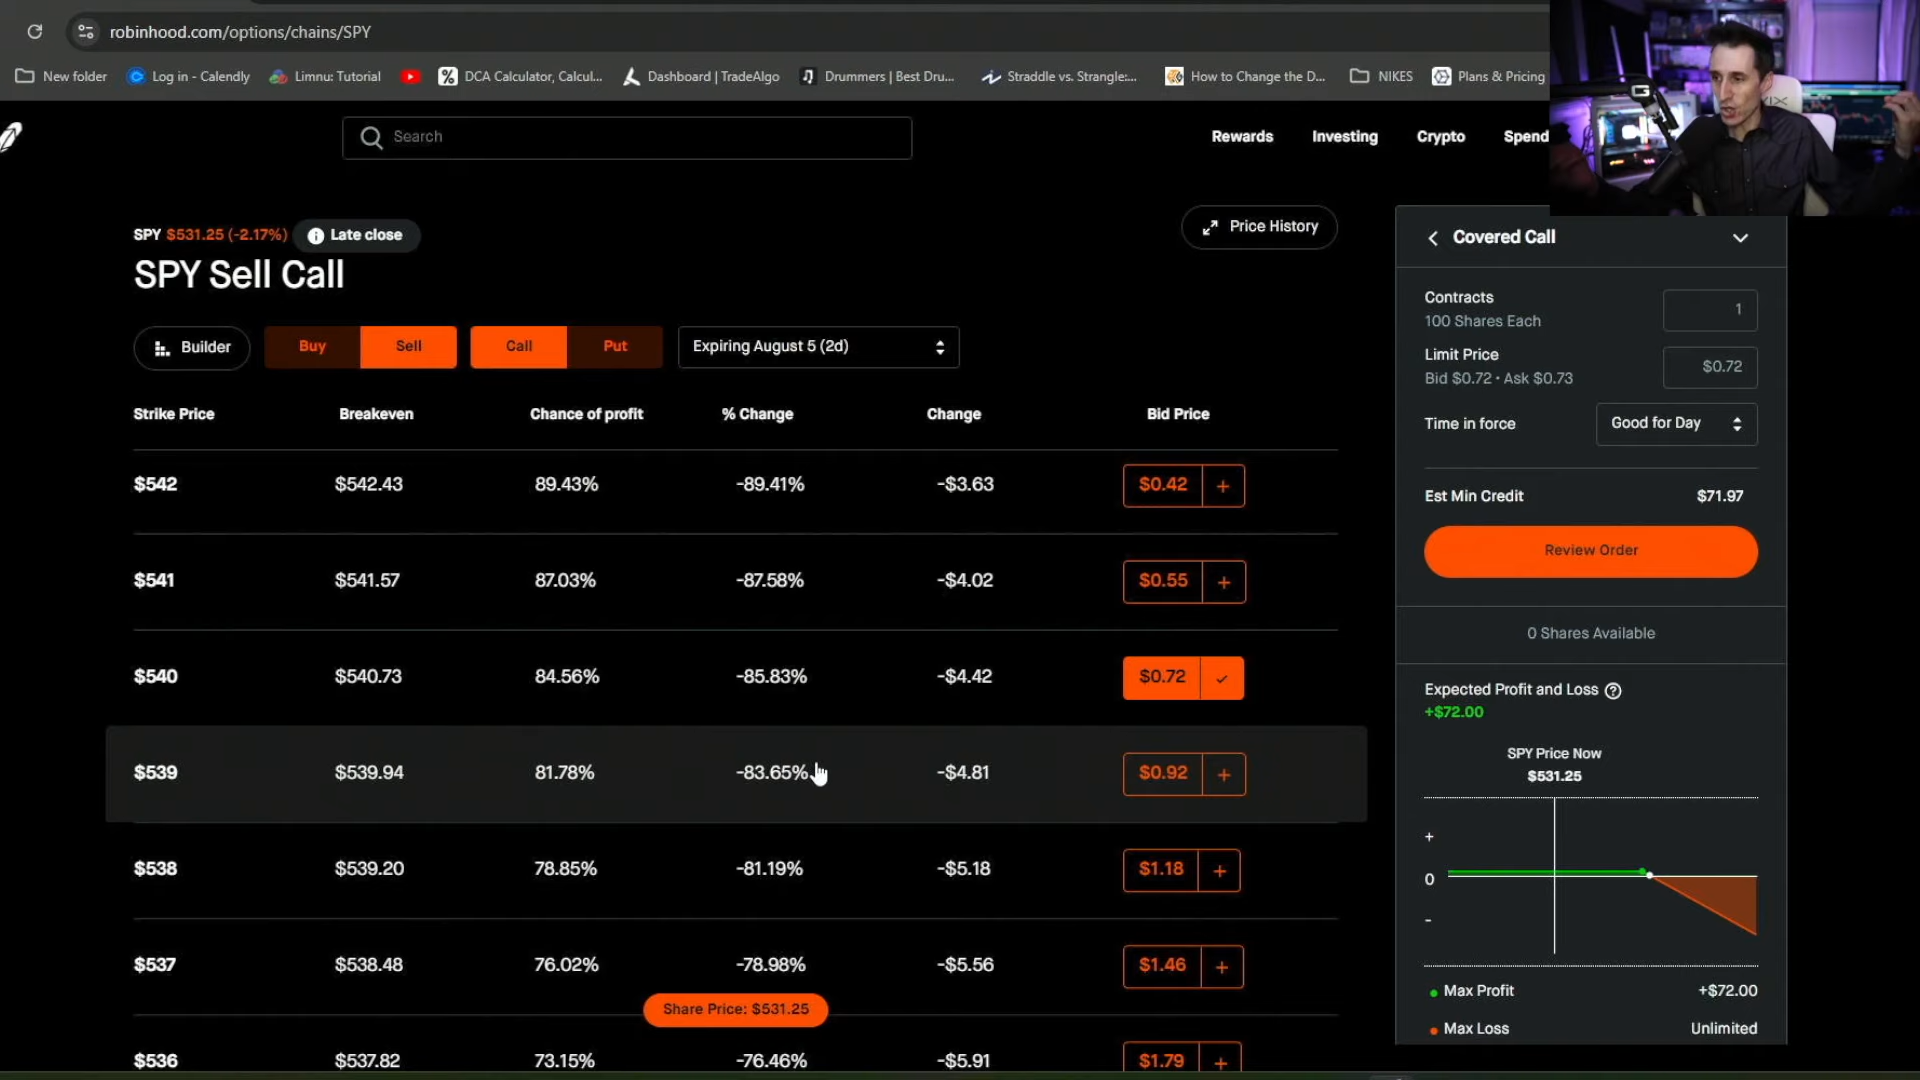 robinhood.com/options/chains/SPY
New folder
Log in - Calendly
Limnu: Tutorial
DCA Calculator, Calcul...
Dashboard | TradeAlgo
Drummers | Best Dru...
Straddle vs. Strangle:...
How to Change the D...
NIKES
Plans & Pricing
Search
Rewards
Investing
Crypto
Spend
SPY $531.25 (-2.17%)
Late close
SPY Sell Call
Price History
Builder
Buy
Sell
Call
Put
Expiring August 5 (2d)
Strike Price Breakeven Chance of profit % Change Change Bid Price
$542 $542.43 89.43% -89.41% -$3.63 $0.42 +
$541 $541.57 87.03% -87.58% -$4.02 $0.55 +
$540 $540.73 84.56% -85.83% -$4.42 $0.72
$539 $539.94 81.78% -83.65% -$4.81 $0.92 +
$538 $539.20 78.85% -81.19% -$5.18 $1.18 +
$537 $538.48 76.02% -78.98% -$5.56 $1.46 +
Share Price: $531.25
$536 $537.82 73.15% -76.46% -$5.91 $1.79 +
Covered Call
Contracts 1
100 Shares Each
Limit Price $0.72
Bid $0.72 • Ask $0.73
Time in force Good for Day
Est Min Credit $71.97
Review Order
0 Shares Available
Expected Profit and Loss ?
+$72.00
SPY Price Now
$531.25
+
0
-
Max Profit +$72.00
Max Loss Unlimited